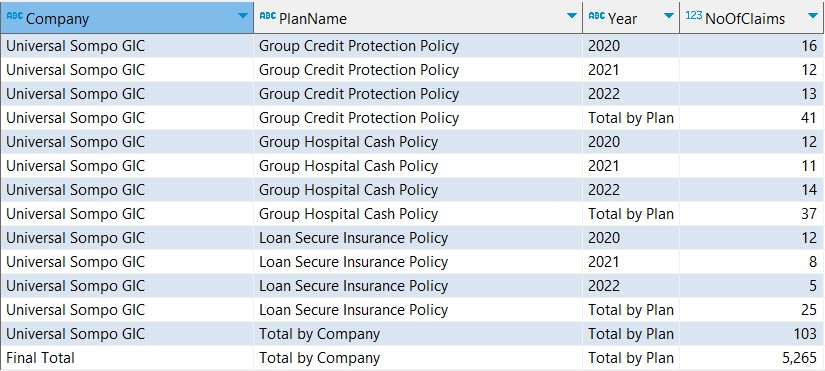 ABC Company ABC PlanName ABC Year 123 NoOfClaims
Universal Sompo GIC Group Credit Protection Policy 2020 16
Universal Sompo GIC Group Credit Protection Policy 2021 12
Universal Sompo GIC Group Credit Protection Policy 2022 13
Universal Sompo GIC Group Credit Protection Policy Total by Plan 41
Universal Sompo GIC Group Hospital Cash Policy 2020 12
Universal Sompo GIC Group Hospital Cash Policy 2021 11
Universal Sompo GIC Group Hospital Cash Policy 2022 14
Universal Sompo GIC Group Hospital Cash Policy Total by Plan 37
Universal Sompo GIC Loan Secure Insurance Policy 2020 12
Universal Sompo GIC Loan Secure Insurance Policy 2021 8
Universal Sompo GIC Loan Secure Insurance Policy 2022 5
Universal Sompo GIC Loan Secure Insurance Policy Total by Plan 25
Universal Sompo GIC Total by Company Total by Plan 103
Final Total Total by Company Total by Plan 5,265